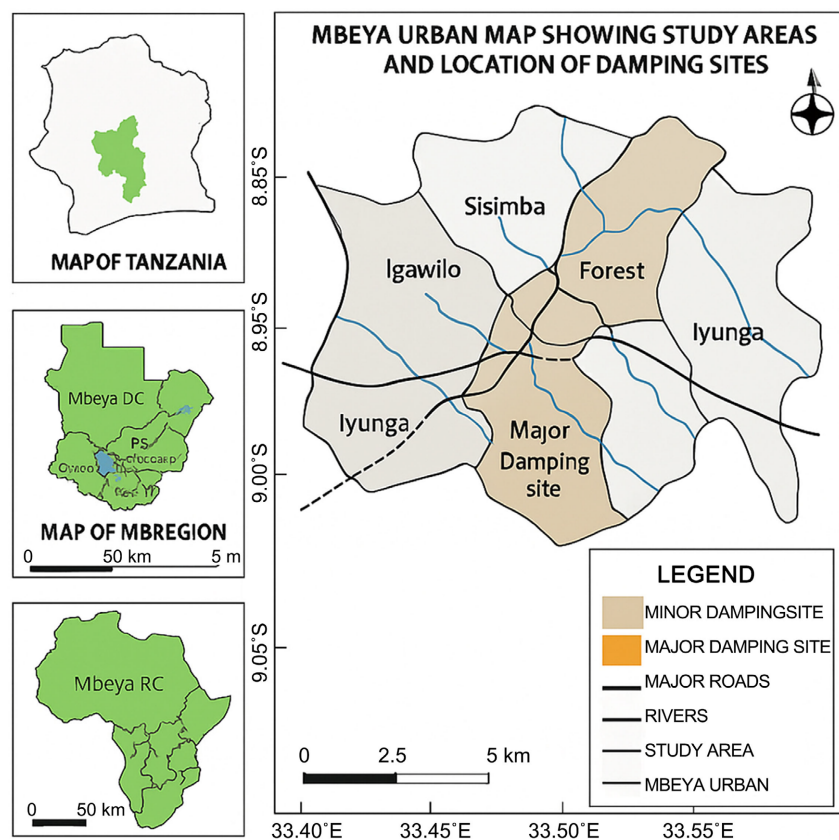 MBEYA URBAN MAP SHOWING STUDY AREAS
AND LOCATION OF DAMPING SITES
MAP OF TANZANIA
Mbeya DC
PS
MAP OF MBREGION
0 50 km 5 m
Mbeya RC
0 50 km
8.85°S
8.95°S
9.00°S
9.05°S
Sisimba
Igawilo
Forest
Iyunga
Iyunga
Major
Damping
site
0 2.5 5 km
33.40°E 33.45°E 33.50°E 33.55°E
LEGEND
MINOR DAMPINGSITE
MAJOR DAMPING SITE
MAJOR ROADS
RIVERS
STUDY AREA
MBEYA URBAN